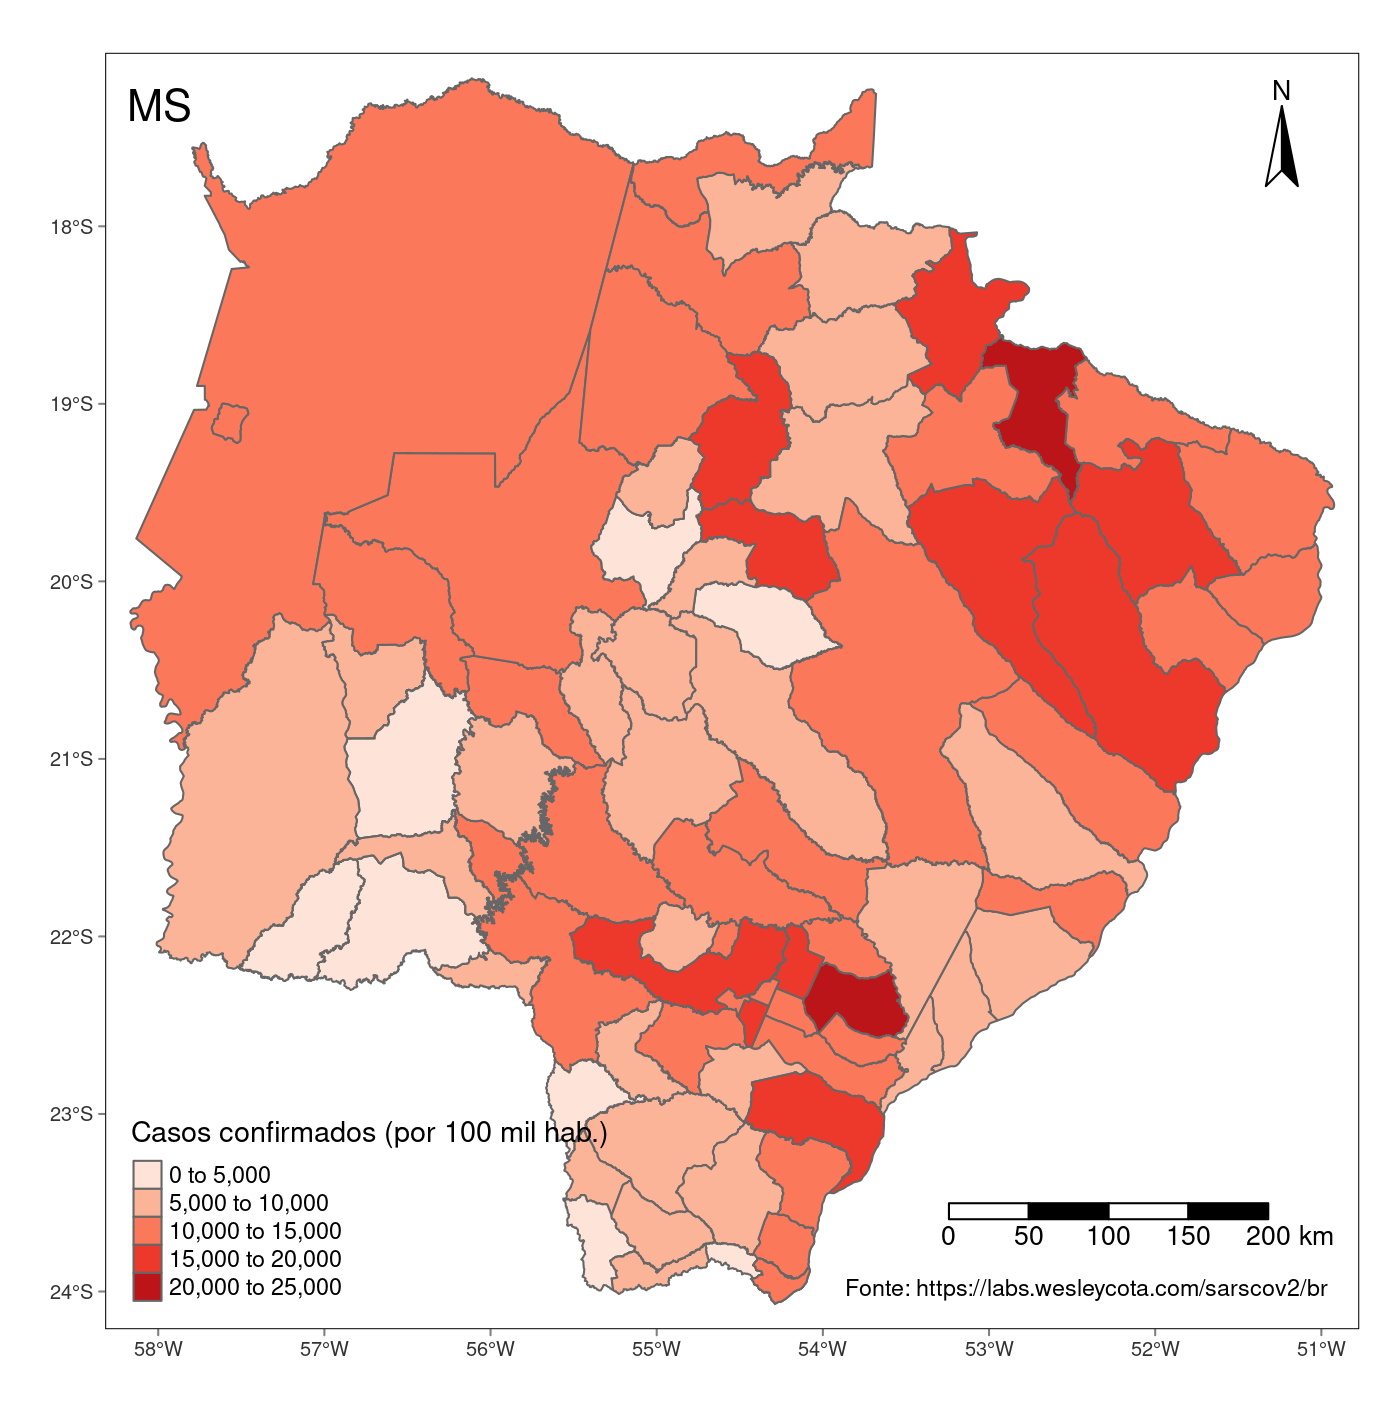 MS
N
18°S
19°S
20°S
21°S
22°S
23°S
24°S
Casos confirmados (por 100 mil hab.)
0 to 5,000
5,000 to 10,000
10,000 to 15,000
15,000 to 20,000
20,000 to 25,000
0 50 100 150 200 km
Fonte: https://labs.wesleycota.com/sarscov2/br
58°W 57°W 56°W 55°W 54°W 53°W 52°W 51°W